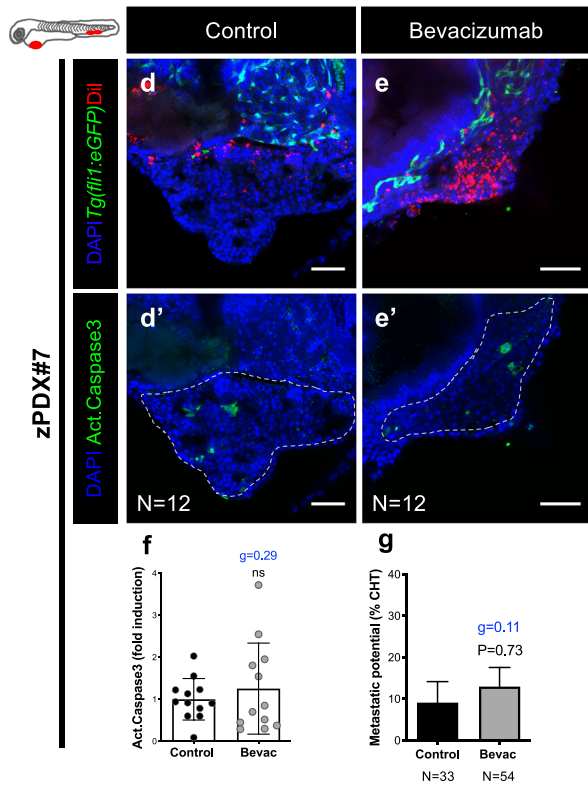 Control
Bevacizumab
zPDX#7
DAPI Tg(fli1:eGFP) DiI
d
e
DAPI Act.Caspase3
d’
e’
N=12
N=12
f
g=0.29
ns
Act.Caspase3 (fold induction)
4
3
2
1
0
Control
Bevac
g
g=0.11
P=0.73
Metastatic potential (% CHT)
40
30
20
10
0
Control
Bevac
N=33
N=54